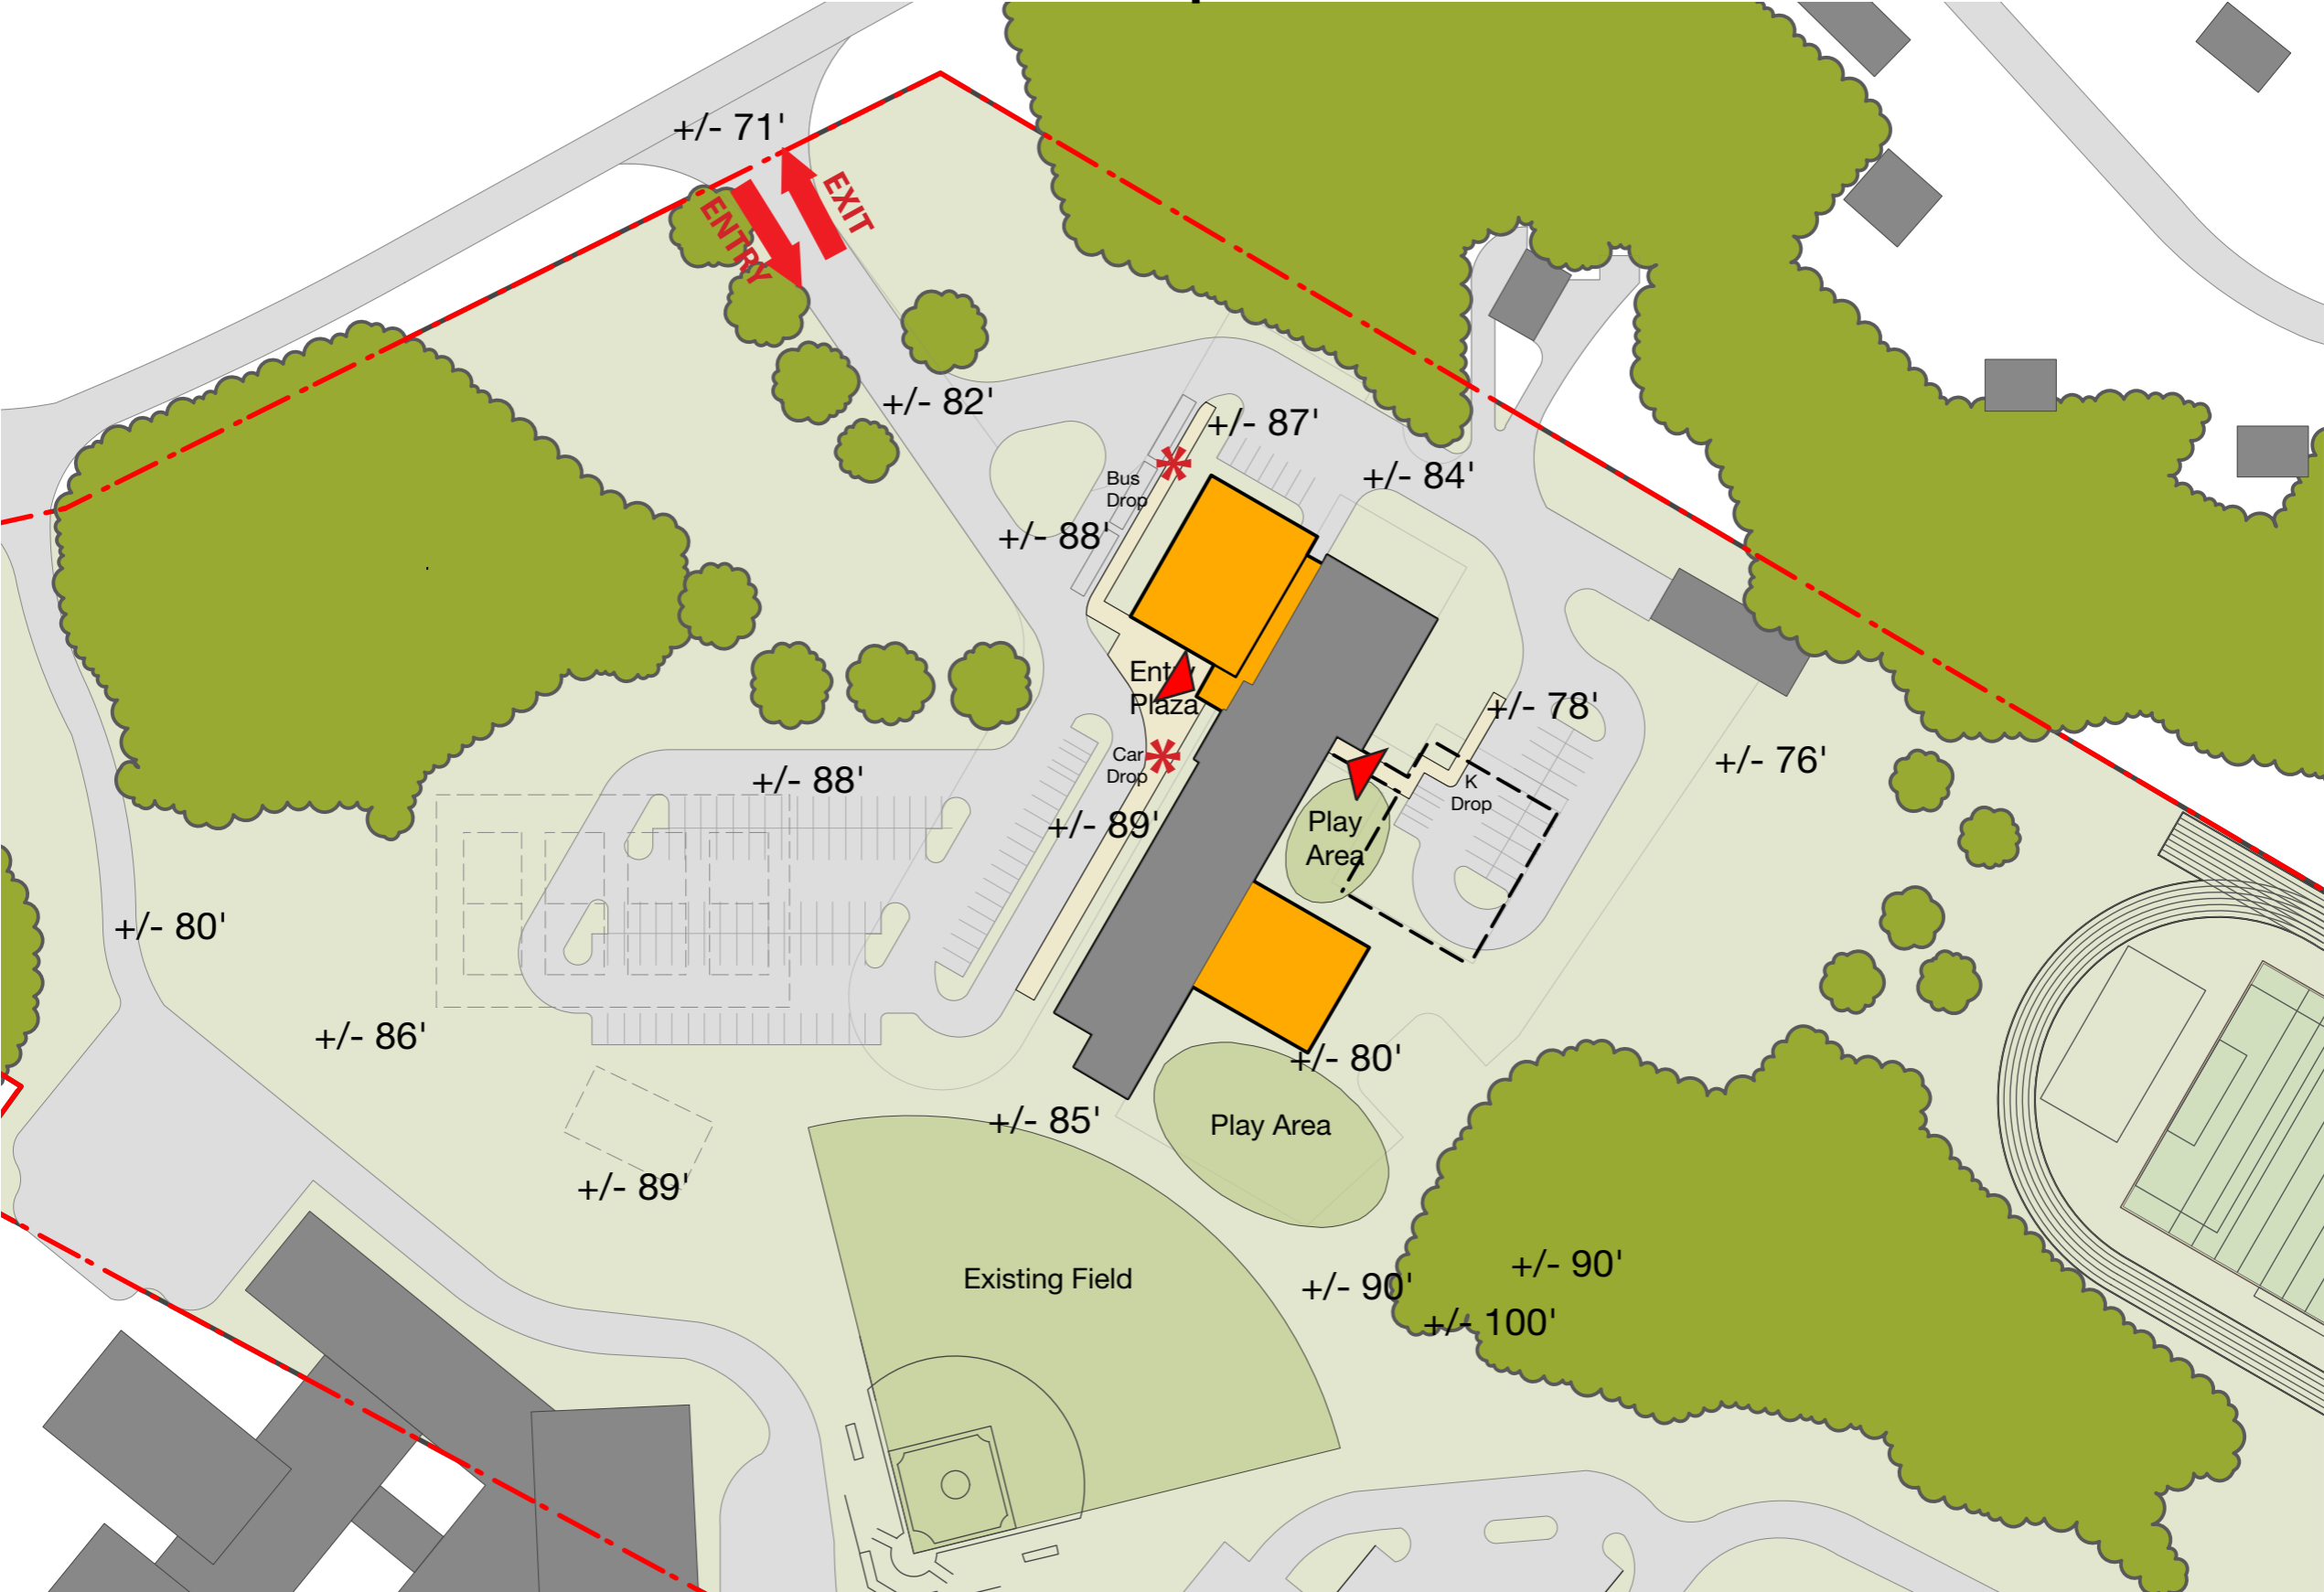 +/- 71'
EXIT
ENTRY
+/- 82'
+/- 87'
+/- 84'
Bus
Drop
+/- 88'
Entry
Plaza
+/- 78'
Car
Drop
+/- 88'
+/- 76'
K
Drop
+/- 89'
Play
Area
+/- 80'
+/- 86'
+/- 80'
+/- 85'
Play Area
+/- 89'
Existing Field
+/- 90'
+/- 90'
+/- 100'